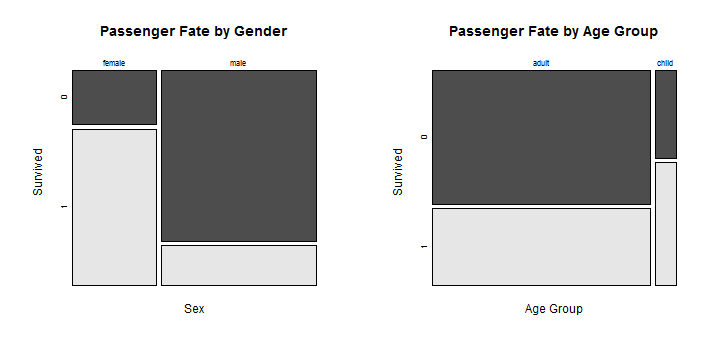 Passenger Fate by Gender
female male
0
1
Survived
Sex
Passenger Fate by Age Group
adult child
0
1
Survived
Age Group